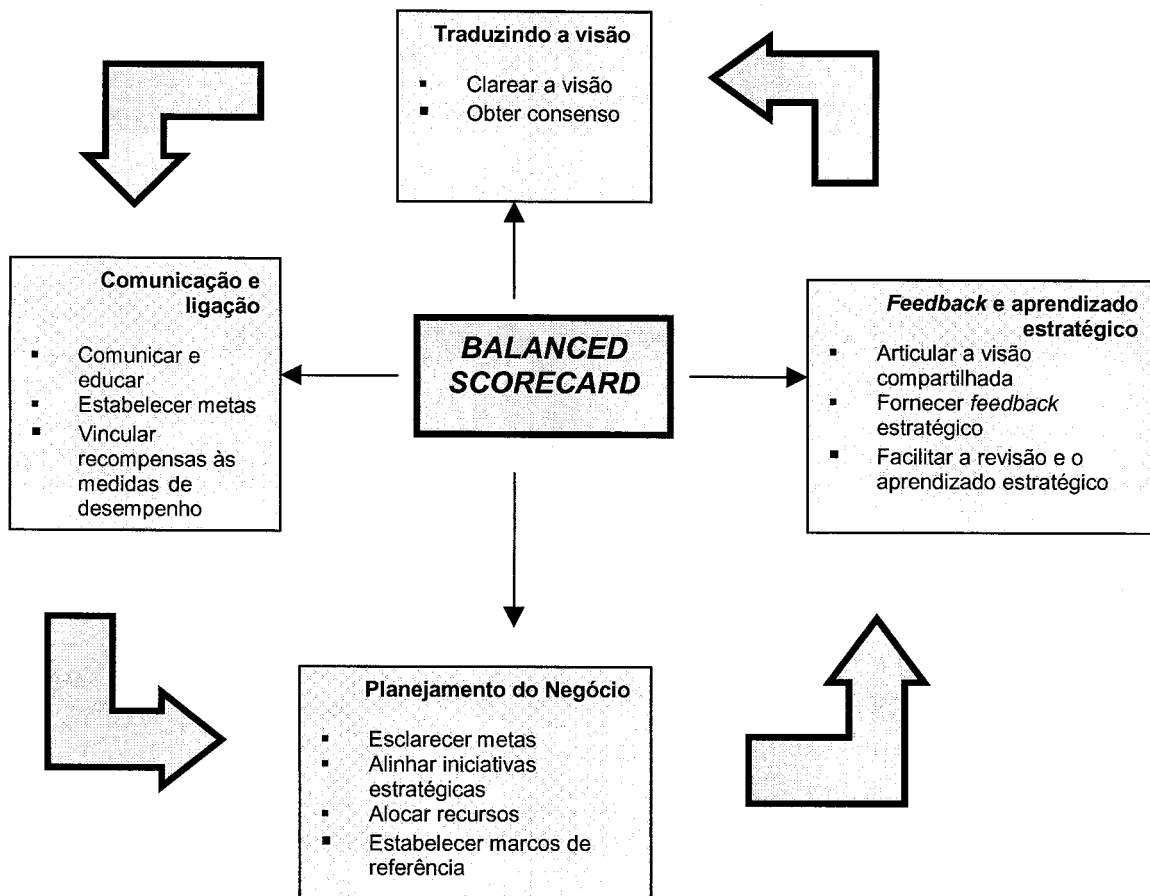 Traduzindo a visão
▪ Clarear a visão
▪ Obter consenso
Comunicação e
ligação
▪ Comunicar e
educar
▪ Estabelecer metas
▪ Vincular
recompensas às
medidas de
desempenho
BALANCED
SCORECARD
Feedback e aprendizado
estratégico
▪ Articular a visão
compartilhada
▪ Fornecer feedback
estratégico
▪ Facilitar a revisão e o
aprendizado estratégico
Planejamento do Negócio
▪ Esclarecer metas
▪ Alinhar iniciativas
estratégicas
▪ Alocar recursos
▪ Estabelecer marcos de
referência